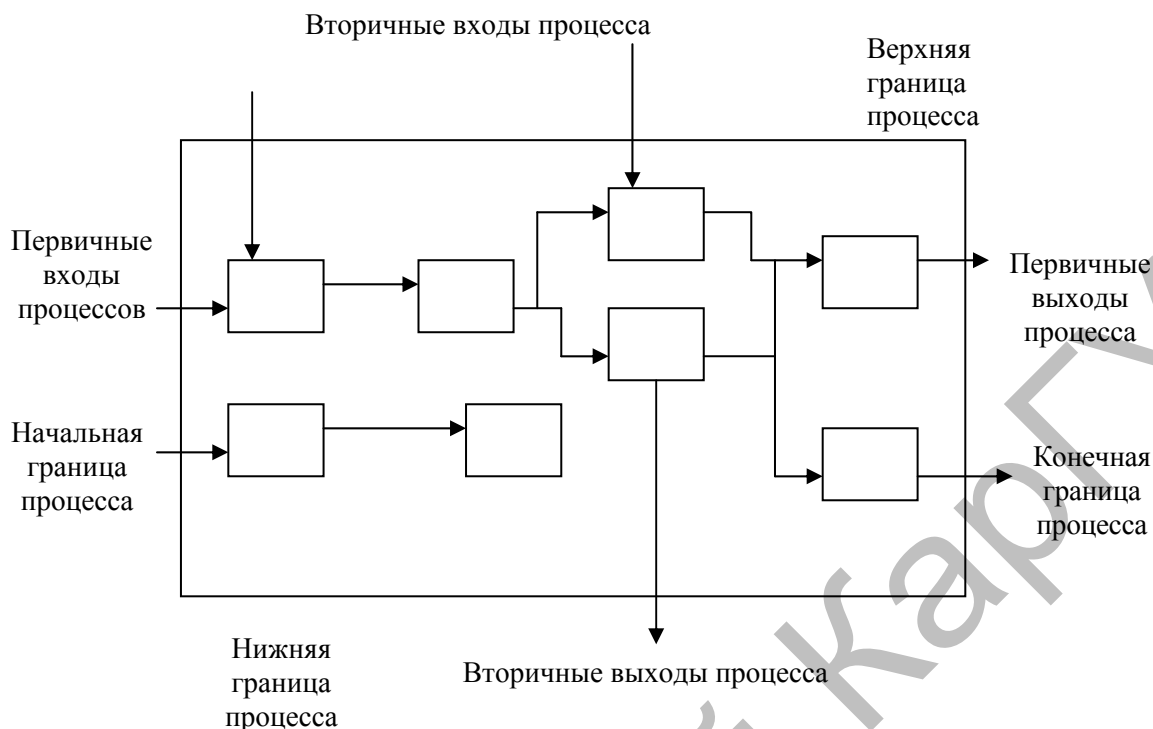 Вторичные входы процесса
Верхняя
граница
процесса
Первичные
входы
процессов
Первичные
выходы
процесса
Начальная
граница
процесса
Конечная
граница
процесса
Нижняя
граница
процесса
Вторичные выходы процесса